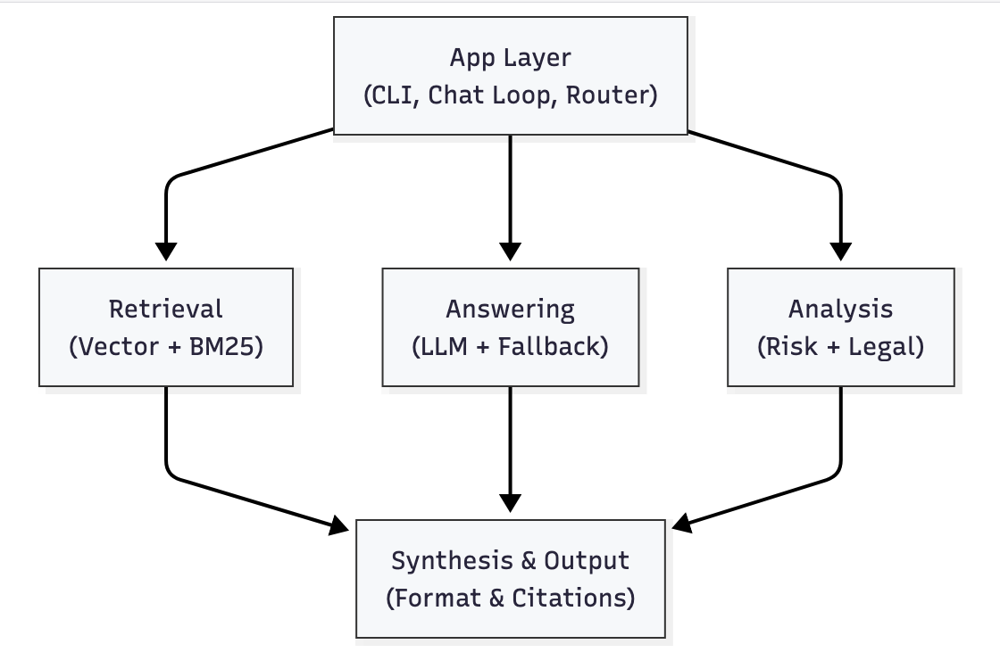 App Layer
(CLI, Chat Loop, Router)
Retrieval
(Vector + BM25)
Answering
(LLM + Fallback)
Analysis
(Risk + Legal)
Synthesis & Output
(Format & Citations)